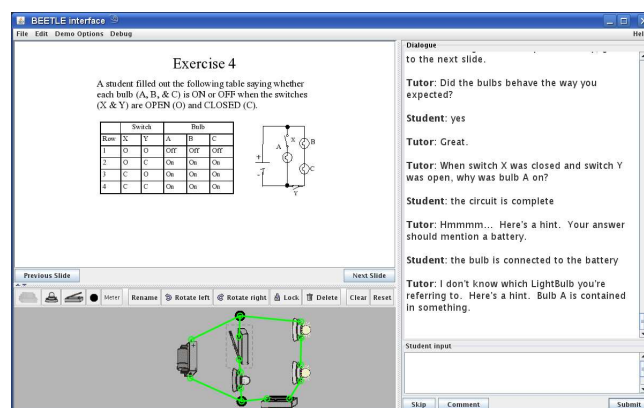 BEETLE interface
File Edit Demo Options Debug
Help
Exercise 4
A student filled out the following table saying whether
each bulb (A, B, & C) is ON or OFF when the switches
(X & Y) are OPEN (O) and CLOSED (C).
Switch Bulb
Row X Y A B C
1 O O Off Off Off
2 O C On On On
3 C O On On On
4 C C On On On
X
A
B
+
-
C
Y
Previous Slide
Next Slide
Meter Rename Rotate left Rotate right Lock Delete Clear Reset
Dialogue
to the next slide.
Tutor: Did the bulbs behave the way you
expected?
Student: yes
Tutor: Great.
Tutor: When switch X was closed and switch Y
was open, why was bulb A on?
Student: the circuit is complete
Tutor: Hmmmm... Here's a hint. Your answer
should mention a battery.
Student: the bulb is connected to the battery
Tutor: I don't know which LightBulb you're
referring to. Here's a hint. Bulb A is contained
in something.
Student input
Skip Comment Submit